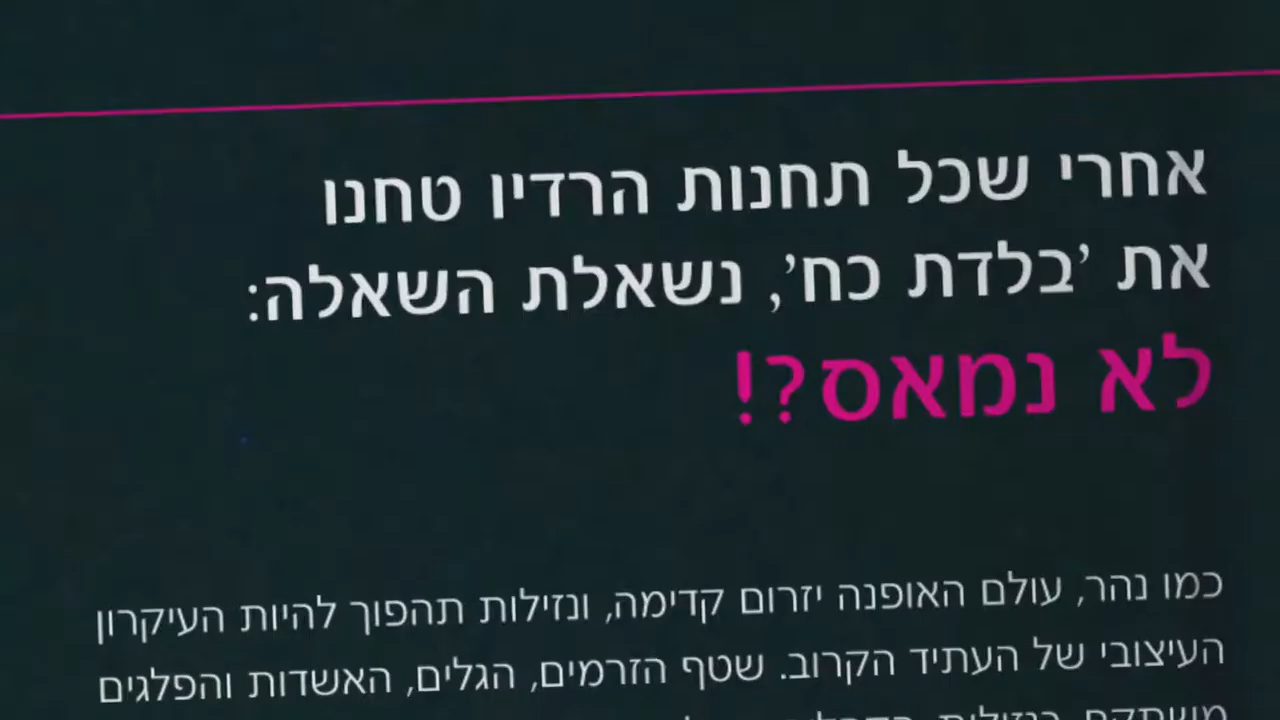 אחרי שכל תחנות הרדיו טחנו
את 'בלדת כח', נשאלת השאלה:
לא נמאס?!
כמו נהר, עולם האופנה יזרום קדימה, ונזילות תהפוך להיות העיקרון
העיצובי של העתיד הקרוב. שטף הזרמים, הגלים, האשדות והפלגים